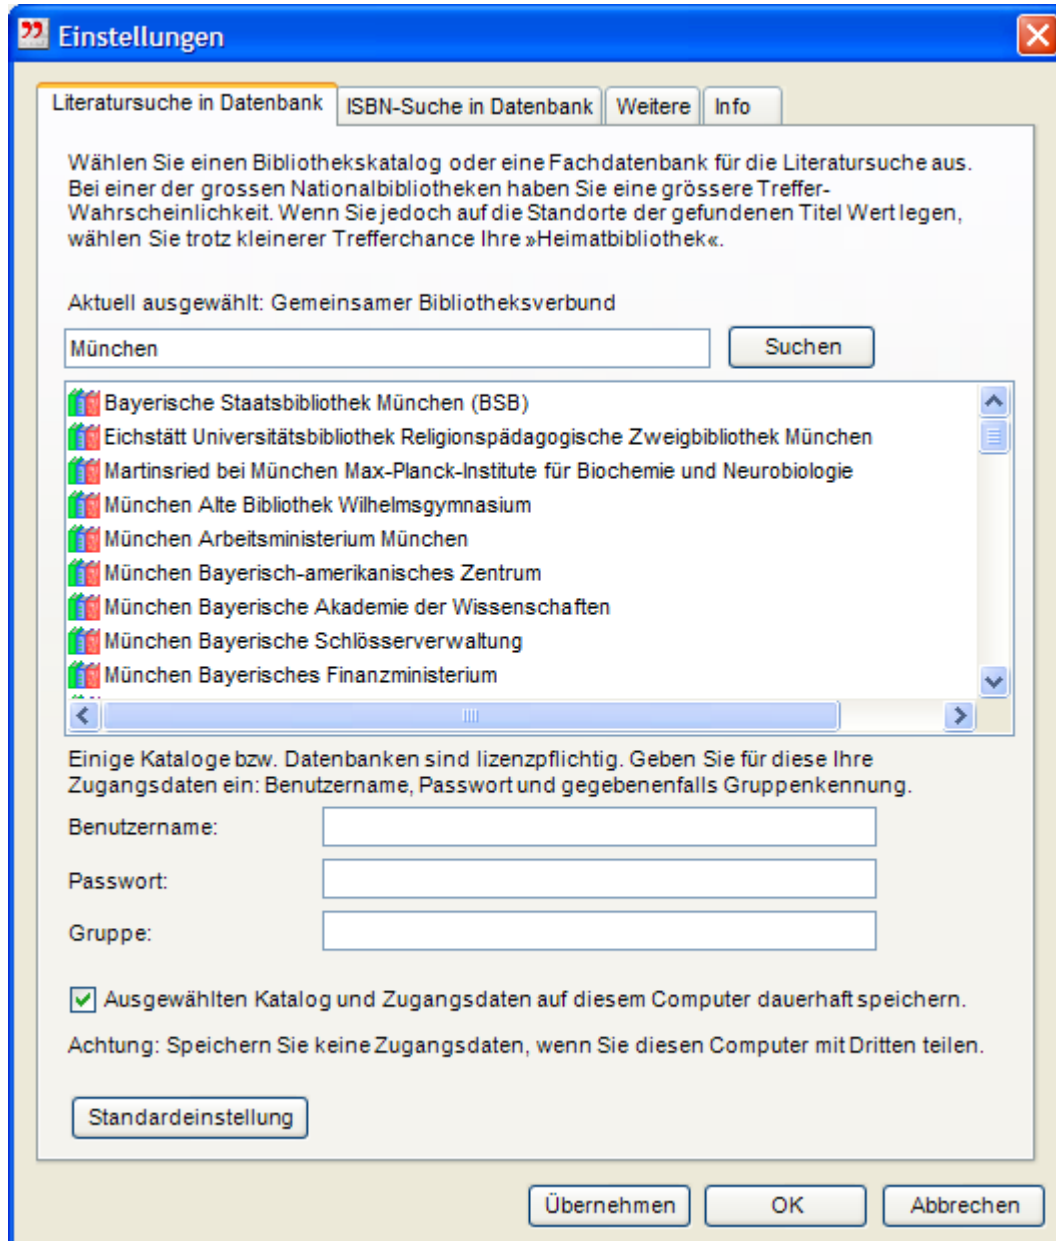 Einstellungen
Literatursuche in Datenbank ISBN-Suche in Datenbank Weitere Info
Wählen Sie einen Bibliothekskatalog oder eine Fachdatenbank für die Literatursuche aus.
Bei einer der grossen Nationalbibliotheken haben Sie eine grössere Treffer-
Wahrscheinlichkeit. Wenn Sie jedoch auf die Standorte der gefundenen Titel Wert legen,
wählen Sie trotz kleinerer Trefferchance Ihre »Heimatbibliothek«.
Aktuell ausgewählt: Gemeinsamer Bibliotheksverbund
München Suchen
Bayerische Staatsbibliothek München (BSB)
Eichstätt Universitätsbibliothek Religionspädagogische Zweigbibliothek München
Martinsried bei München Max-Planck-Institute für Biochemie und Neurobiologie
München Alte Bibliothek Wilhelmsgymnasium
München Arbeitsministerium München
München Bayerisch-amerikanisches Zentrum
München Bayerische Akademie der Wissenschaften
München Bayerische Schlösserverwaltung
München Bayerisches Finanzministerium
Einige Kataloge bzw. Datenbanken sind lizenzpflichtig. Geben Sie für diese Ihre
Zugangsdaten ein: Benutzername, Passwort und gegebenenfalls Gruppenkennung.
Benutzername:
Passwort:
Gruppe:
Ausgewählten Katalog und Zugangsdaten auf diesem Computer dauerhaft speichern.
Achtung: Speichern Sie keine Zugangsdaten, wenn Sie diesen Computer mit Dritten teilen.
Standardeinstellung
Übernehmen OK Abbrechen